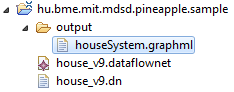 hu.bme.mit.mdsd.pineapple.sample
output
houseSystem.graphml
house_v9.dataflownet
house_v9.dn